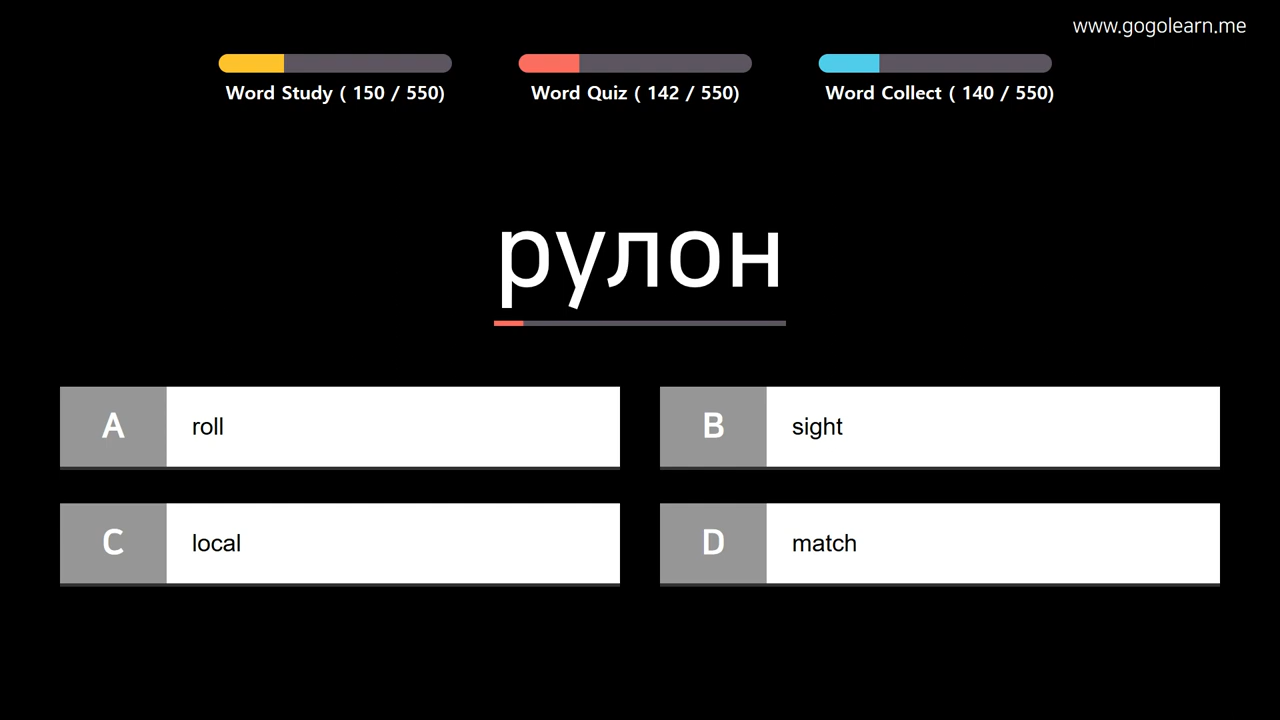 www.gogolearn.me
Word Study ( 150 / 550)
Word Quiz ( 142 / 550)
Word Collect ( 140 / 550)
рулон
A roll
B sight
C local
D match